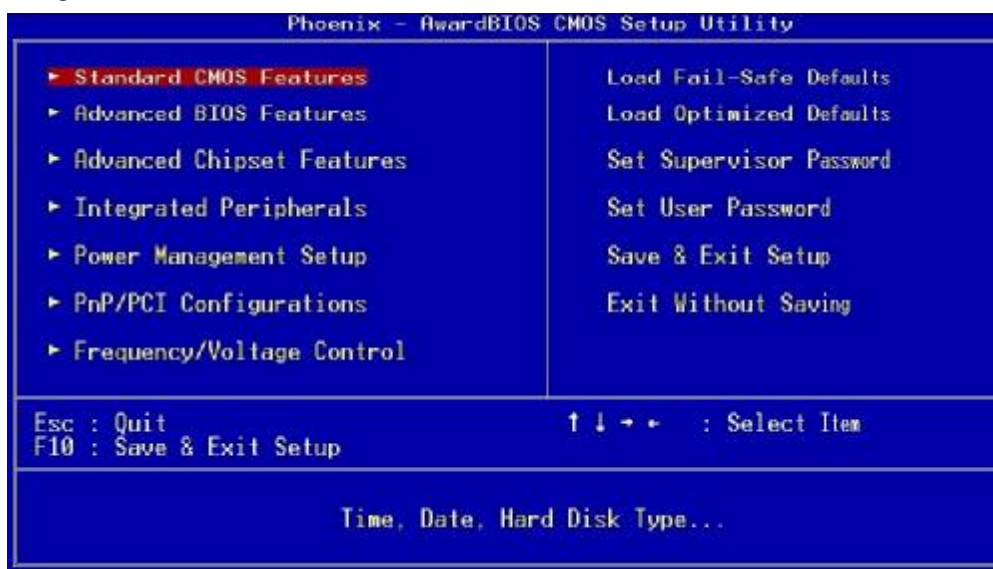 Phoenix - AwardBIOS CMOS Setup Utility
► Standard CMOS Features
► Advanced BIOS Features
► Advanced Chipset Features
► Integrated Peripherals
► Power Management Setup
► PnP/PCI Configurations
► Frequency/Voltage Control
Load Fail-Safe Defaults
Load Optimized Defaults
Set Supervisor Password
Set User Password
Save & Exit Setup
Exit Without Saving
Esc : Quit
F10 : Save & Exit Setup
↑ ↓ → ← : Select Item
Time, Date, Hard Disk Type...